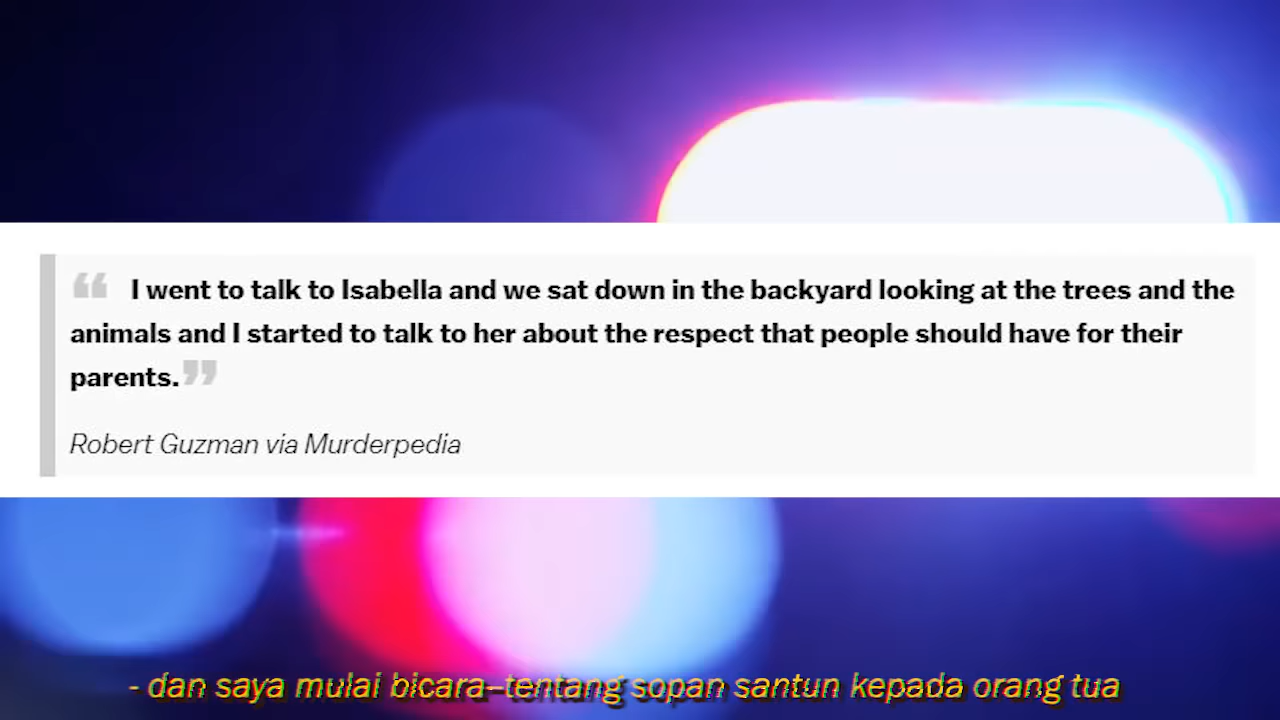 “ I went to talk to Isabella and we sat down in the backyard looking at the trees and the
animals and I started to talk to her about the respect that people should have for their
parents.”
Robert Guzman via Murderpedia
- dan saya mulai bicara–tentang sopan santun kepada orang tua